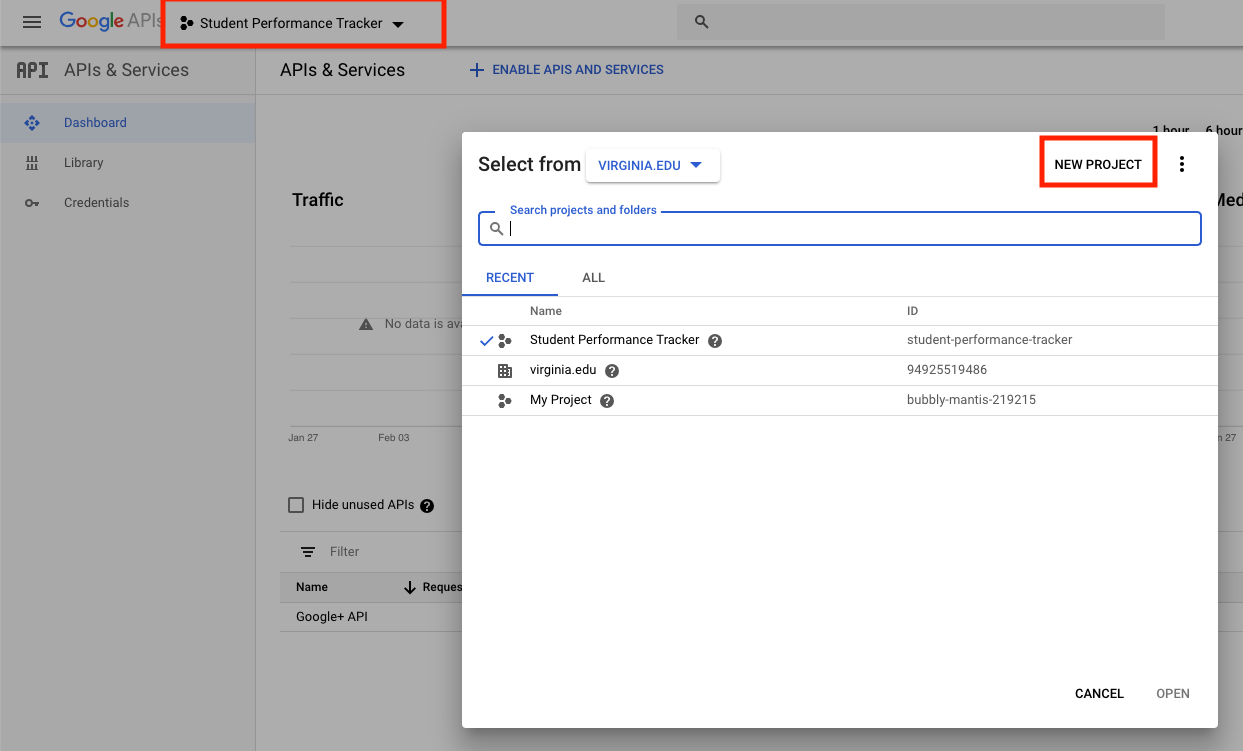 Google APIs Student Performance Tracker
API APIs & Services
APIs & Services ENABLE APIS AND SERVICES
Dashboard
Library
Credentials
1 hour 6 hour
Traffic
No data is
Jan 27 Feb 03
27
Hide unused APIs
Filter
Name
Google+ API
Select from VIRGINIA.EDU NEW PROJECT
Search projects and folders
RECENT ALL
Name ID
Student Performance Tracker student-performance-tracker
virginia.edu 94925519486
My Project bubbly-mantis-219215
CANCEL OPEN